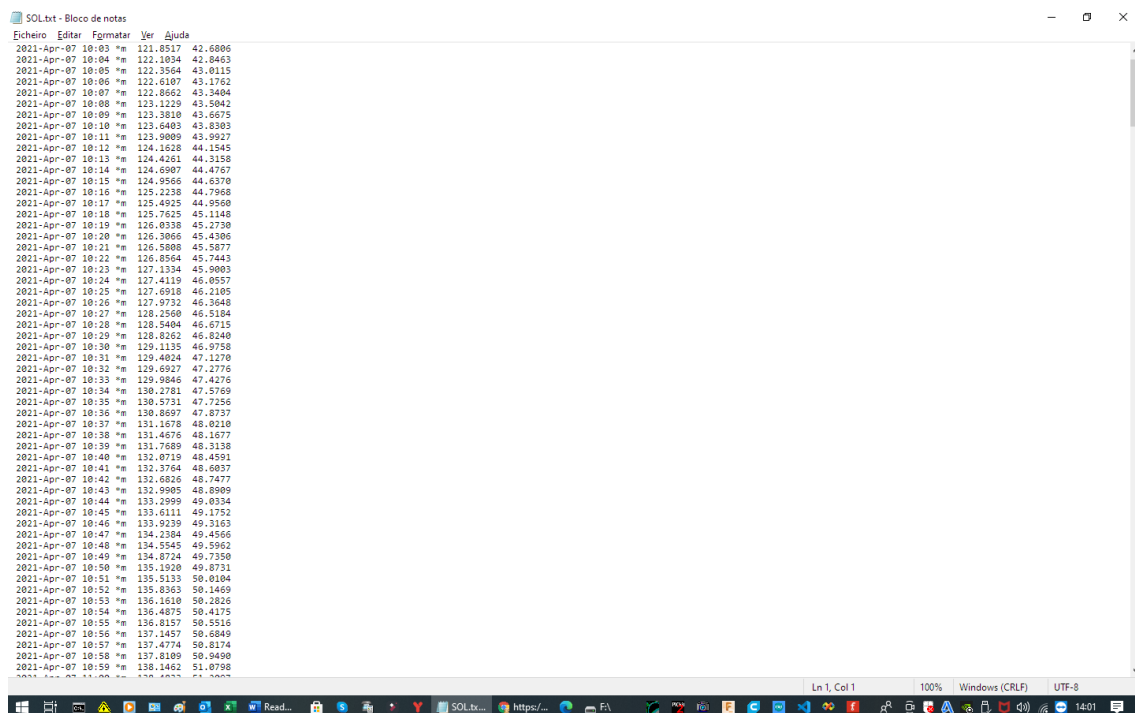 SOL.txt - Bloco de notas
Ficheiro Editar Formatar Ver Ajuda
2021-Apr-07 10:03 *m 121.8517 42.6806
2021-Apr-07 10:04 *m 122.1034 42.8463
2021-Apr-07 10:05 *m 122.3564 43.0115
2021-Apr-07 10:06 *m 122.6107 43.1762
2021-Apr-07 10:07 *m 122.8662 43.3404
2021-Apr-07 10:08 *m 123.1229 43.5042
2021-Apr-07 10:09 *m 123.3810 43.6675
2021-Apr-07 10:10 *m 123.6403 43.8303
2021-Apr-07 10:11 *m 123.9009 43.9927
2021-Apr-07 10:12 *m 124.1628 44.1545
2021-Apr-07 10:13 *m 124.4261 44.3158
2021-Apr-07 10:14 *m 124.6907 44.4767
2021-Apr-07 10:15 *m 124.9566 44.6370
2021-Apr-07 10:16 *m 125.2238 44.7968
2021-Apr-07 10:17 *m 125.4925 44.9560
2021-Apr-07 10:18 *m 125.7625 45.1148
2021-Apr-07 10:19 *m 126.0338 45.2730
2021-Apr-07 10:20 *m 126.3066 45.4306
2021-Apr-07 10:21 *m 126.5808 45.5877
2021-Apr-07 10:22 *m 126.8564 45.7443
2021-Apr-07 10:23 *m 127.1334 45.9003
2021-Apr-07 10:24 *m 127.4119 46.0557
2021-Apr-07 10:25 *m 127.6918 46.2105
2021-Apr-07 10:26 *m 127.9732 46.3648
2021-Apr-07 10:27 *m 128.2560 46.5184
2021-Apr-07 10:28 *m 128.5404 46.6715
2021-Apr-07 10:29 *m 128.8262 46.8240
2021-Apr-07 10:30 *m 129.1135 46.9758
2021-Apr-07 10:31 *m 129.4024 47.1270
2021-Apr-07 10:32 *m 129.6927 47.2776
2021-Apr-07 10:33 *m 129.9846 47.4276
2021-Apr-07 10:34 *m 130.2781 47.5769
2021-Apr-07 10:35 *m 130.5731 47.7256
2021-Apr-07 10:36 *m 130.8697 47.8737
2021-Apr-07 10:37 *m 131.1678 48.0210
2021-Apr-07 10:38 *m 131.4676 48.1677
2021-Apr-07 10:39 *m 131.7689 48.3138
2021-Apr-07 10:40 *m 132.0719 48.4591
2021-Apr-07 10:41 *m 132.3764 48.6037
2021-Apr-07 10:42 *m 132.6826 48.7477
2021-Apr-07 10:43 *m 132.9905 48.8909
2021-Apr-07 10:44 *m 133.2999 49.0334
2021-Apr-07 10:45 *m 133.6111 49.1752
2021-Apr-07 10:46 *m 133.9239 49.3163
2021-Apr-07 10:47 *m 134.2384 49.4566
2021-Apr-07 10:48 *m 134.5545 49.5962
2021-Apr-07 10:49 *m 134.8724 49.7350
2021-Apr-07 10:50 *m 135.1920 49.8731
2021-Apr-07 10:51 *m 135.5133 50.0104
2021-Apr-07 10:52 *m 135.8363 50.1469
2021-Apr-07 10:53 *m 136.1610 50.2826
2021-Apr-07 10:54 *m 136.4875 50.4175
2021-Apr-07 10:55 *m 136.8157 50.5516
2021-Apr-07 10:56 *m 137.1457 50.6849
2021-Apr-07 10:57 *m 137.4774 50.8174
2021-Apr-07 10:58 *m 137.8109 50.9490
2021-Apr-07 10:59 *m 138.1462 51.0798
Ln 1, Col 1 100% Windows (CRLF) UTF-8
Read... SOL.tx... https:/... F:\ 14:01